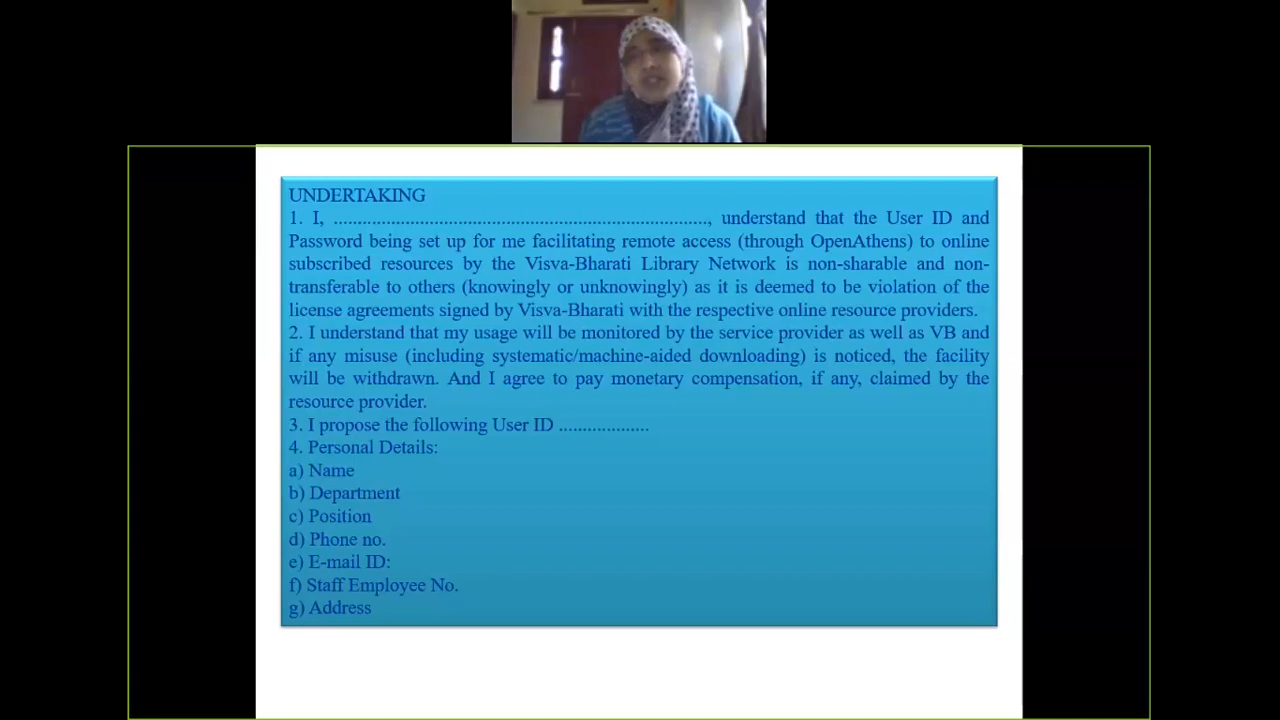 UNDERTAKING
1. I, ..............................................................................., understand that the User ID and
Password being set up for me facilitating remote access (through OpenAthens) to online
subscribed resources by the Visva-Bharati Library Network is non-sharable and non-
transferable to others (knowingly or unknowingly) as it is deemed to be violation of the
license agreements signed by Visva-Bharati with the respective online resource providers.
2. I understand that my usage will be monitored by the service provider as well as VB and
if any misuse (including systematic/machine-aided downloading) is noticed, the facility
will be withdrawn. And I agree to pay monetary compensation, if any, claimed by the
resource provider.
3. I propose the following User ID ...................
4. Personal Details:
a) Name
b) Department
c) Position
d) Phone no.
e) E-mail ID:
f) Staff Employee No.
g) Address